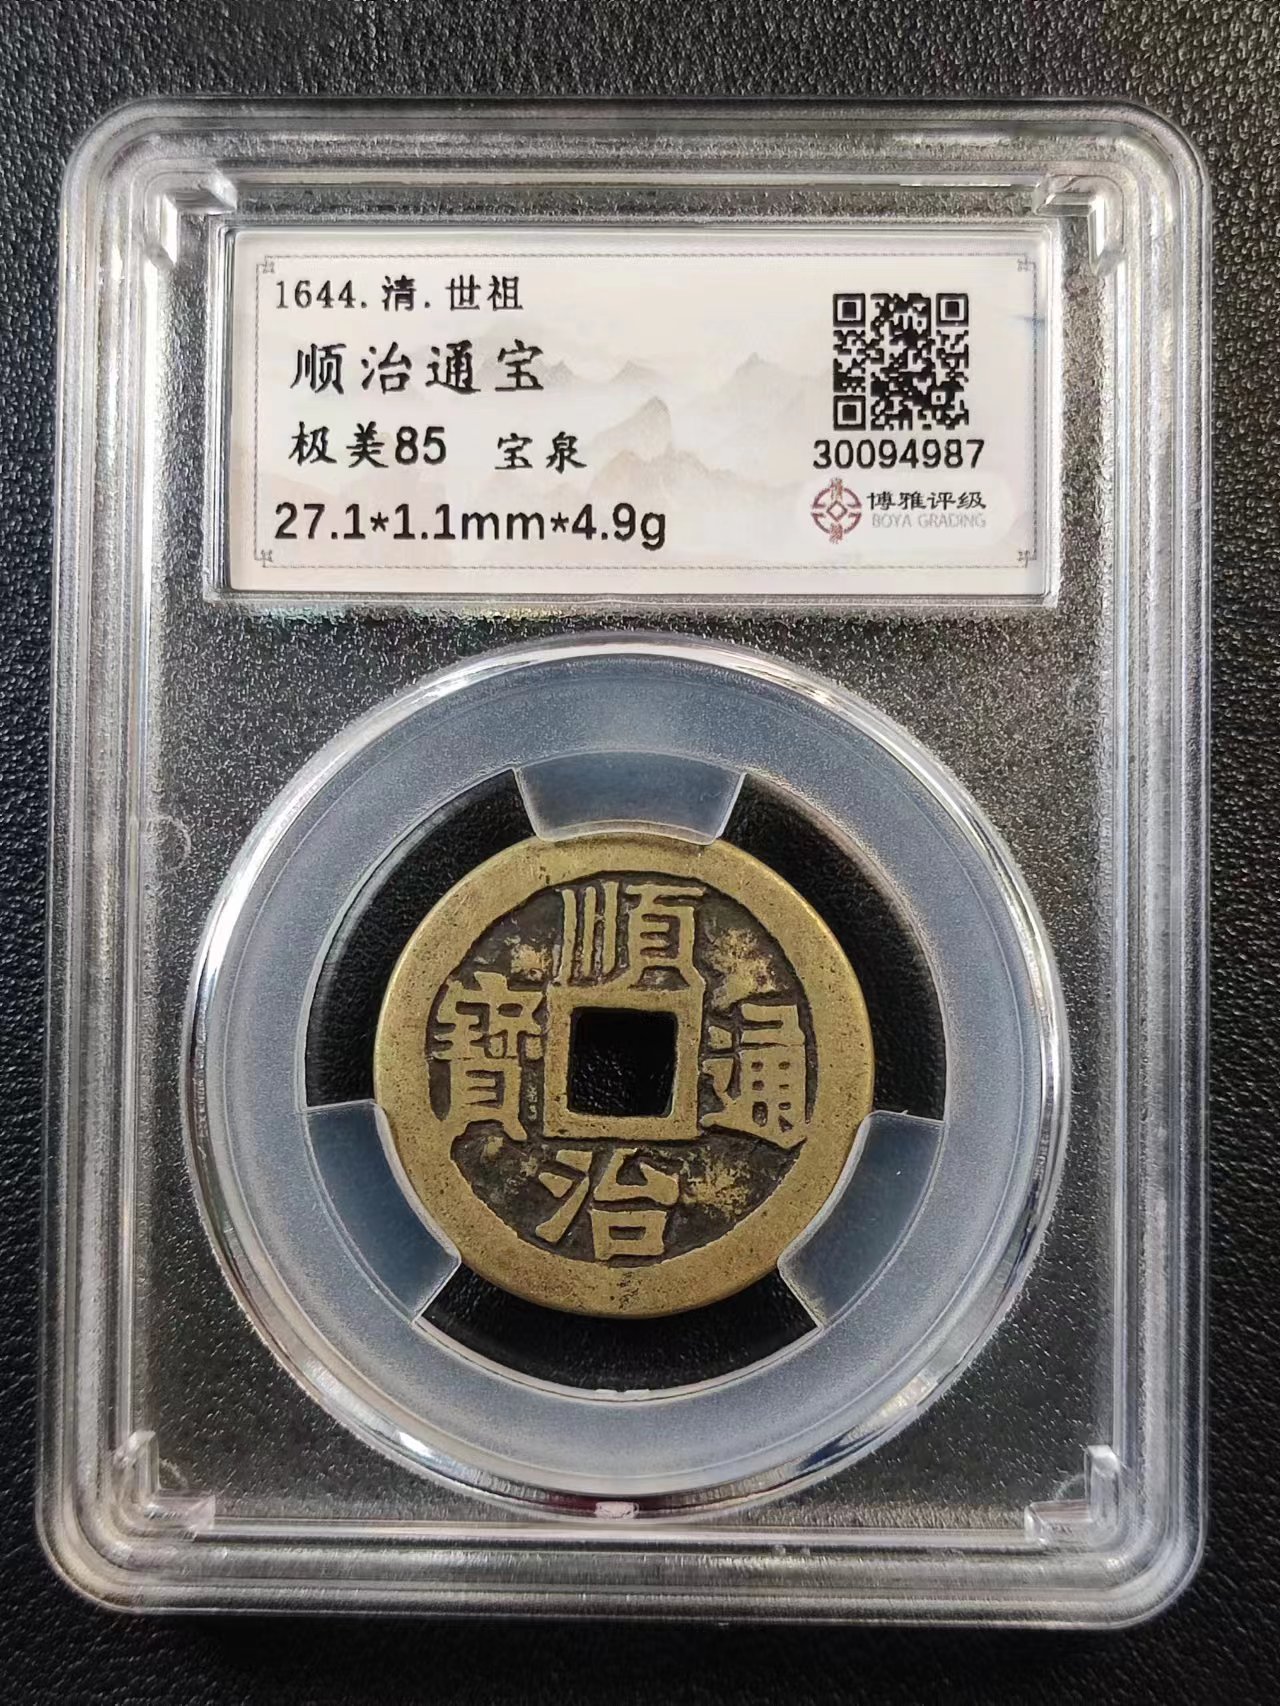 1644.清.世祖
顺治通宝
极美85 宝泉
27.1*1.1mm*4.9g
30094987
博雅评级
BOYA GRADING
順
寶 通
治